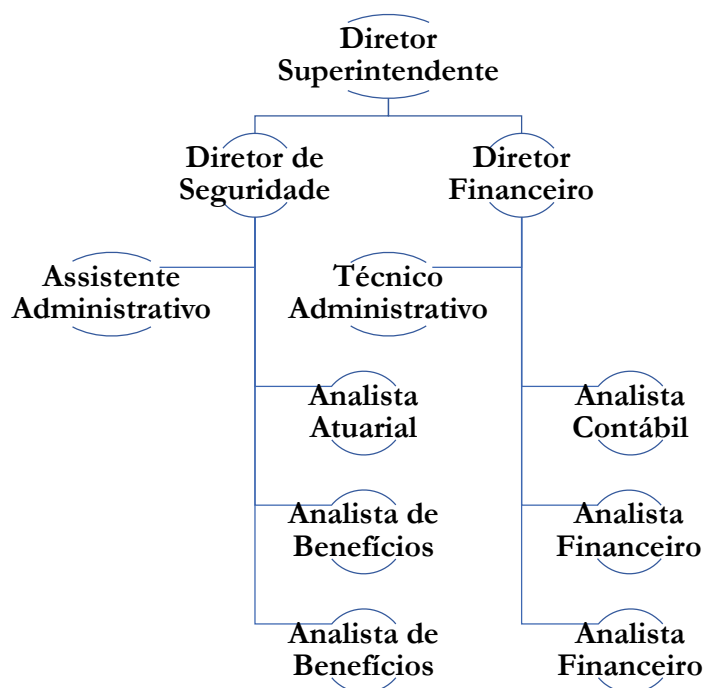 Diretor
Superintendente
Diretor de
Seguridade
Diretor
Financeiro
Assistente
Administrativo
Técnico
Administrativo
Analista
Atuarial
Analista
Contábil
Analista de
Benefícios
Analista
Financeiro
Analista de
Benefícios
Analista
Financeiro